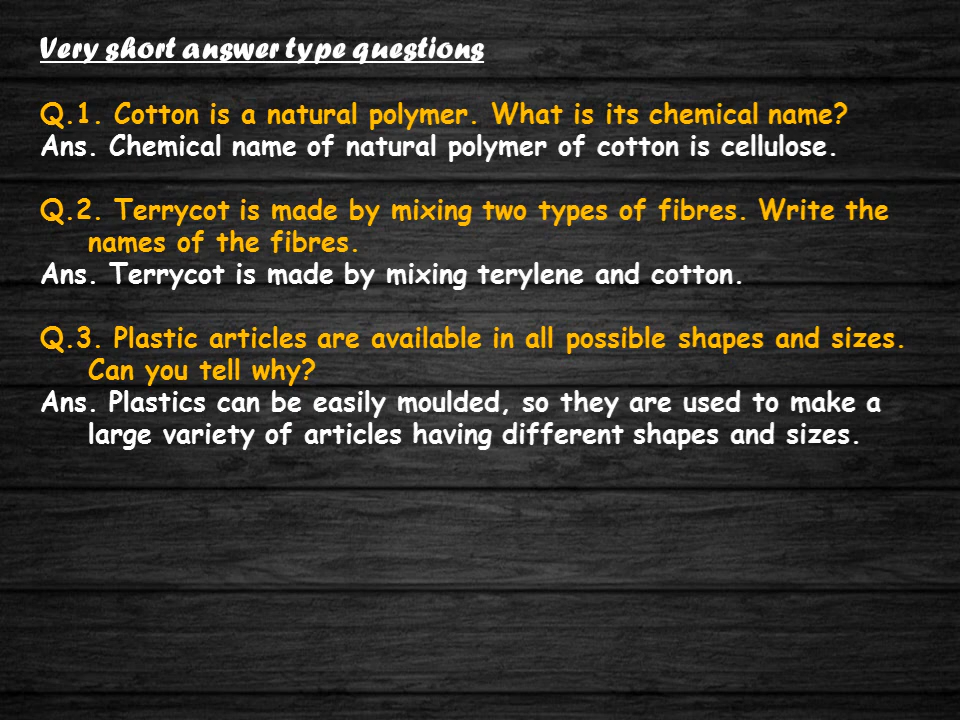 Very short answer type questions
Q.1. Cotton is a natural polymer. What is its chemical name?
Ans. Chemical name of natural polymer of cotton is cellulose.
Q.2. Terrycot is made by mixing two types of fibres. Write the
names of the fibres.
Ans. Terrycot is made by mixing terylene and cotton.
Q.3. Plastic articles are available in all possible shapes and sizes.
Can you tell why?
Ans. Plastics can be easily moulded, so they are used to make a
large variety of articles having different shapes and sizes.